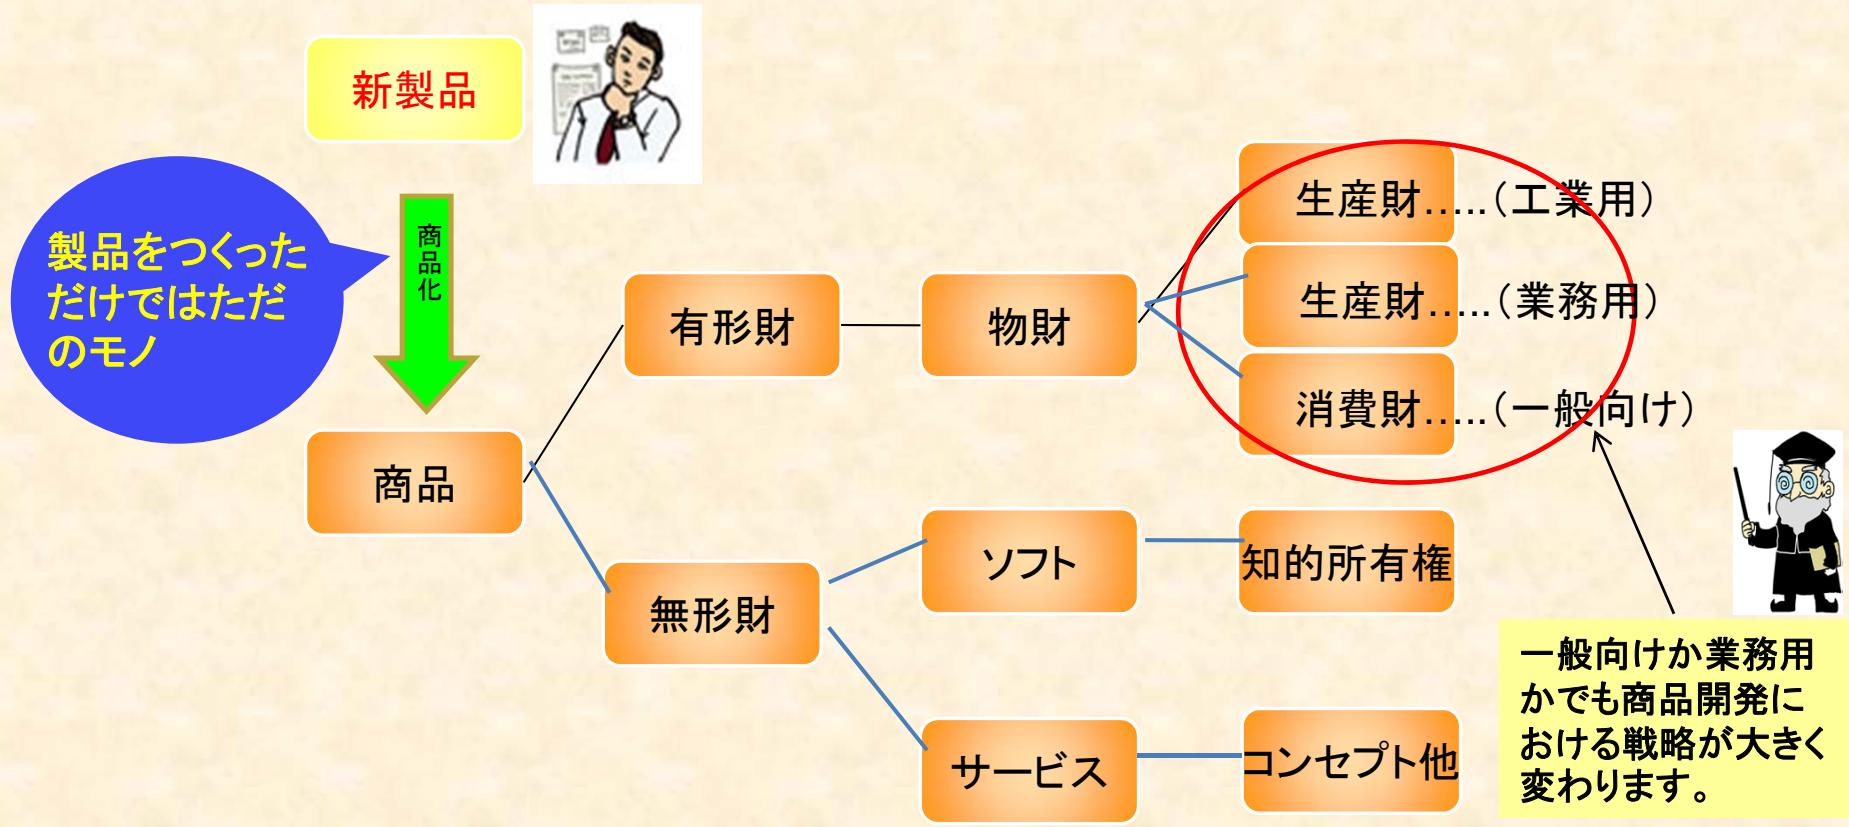 新製品
製品をつくった
だけではただ
のモノ
商品化
商品
有形財
物財
生産財.....(工業用)
生産財.....(業務用)
消費財.....(一般向け)
無形財
ソフト
知的所有権
サービス
コンセプト他
一般向けか業務用
かでも商品開発に
おける戦略が大きく
変わります。